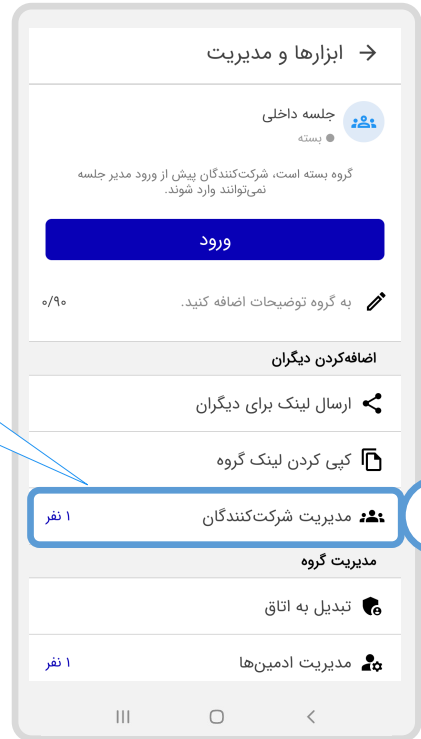 ابزارها و مدیریت
جلسه داخلی
بسته
گروه بسته است، شرکت‌کنندگان پیش از ورود مدیر جلسه
نمی‌توانند وارد شوند.
ورود
به گروه توضیحات اضافه کنید.
۰/۹۰
اضافه‌کردن دیگران
ارسال لینک برای دیگران
کپی کردن لینک گروه
مدیریت شرکت‌کنندگان
۱ نفر
مدیریت گروه
تبدیل به اتاق
مدیریت ادمین‌ها
۱ نفر